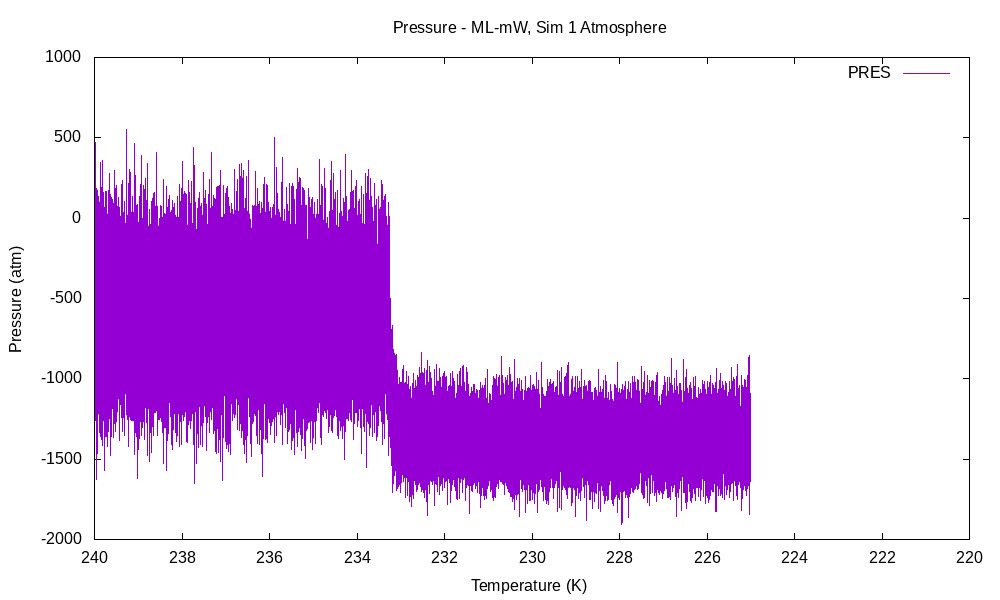 Pressure - ML-mW, Sim 1 Atmosphere
PRES
1000
500
0
-500
-1000
-1500
-2000
Pressure (atm)
240 238 236 234 232 230 228 226 224 222 220
Temperature (K)